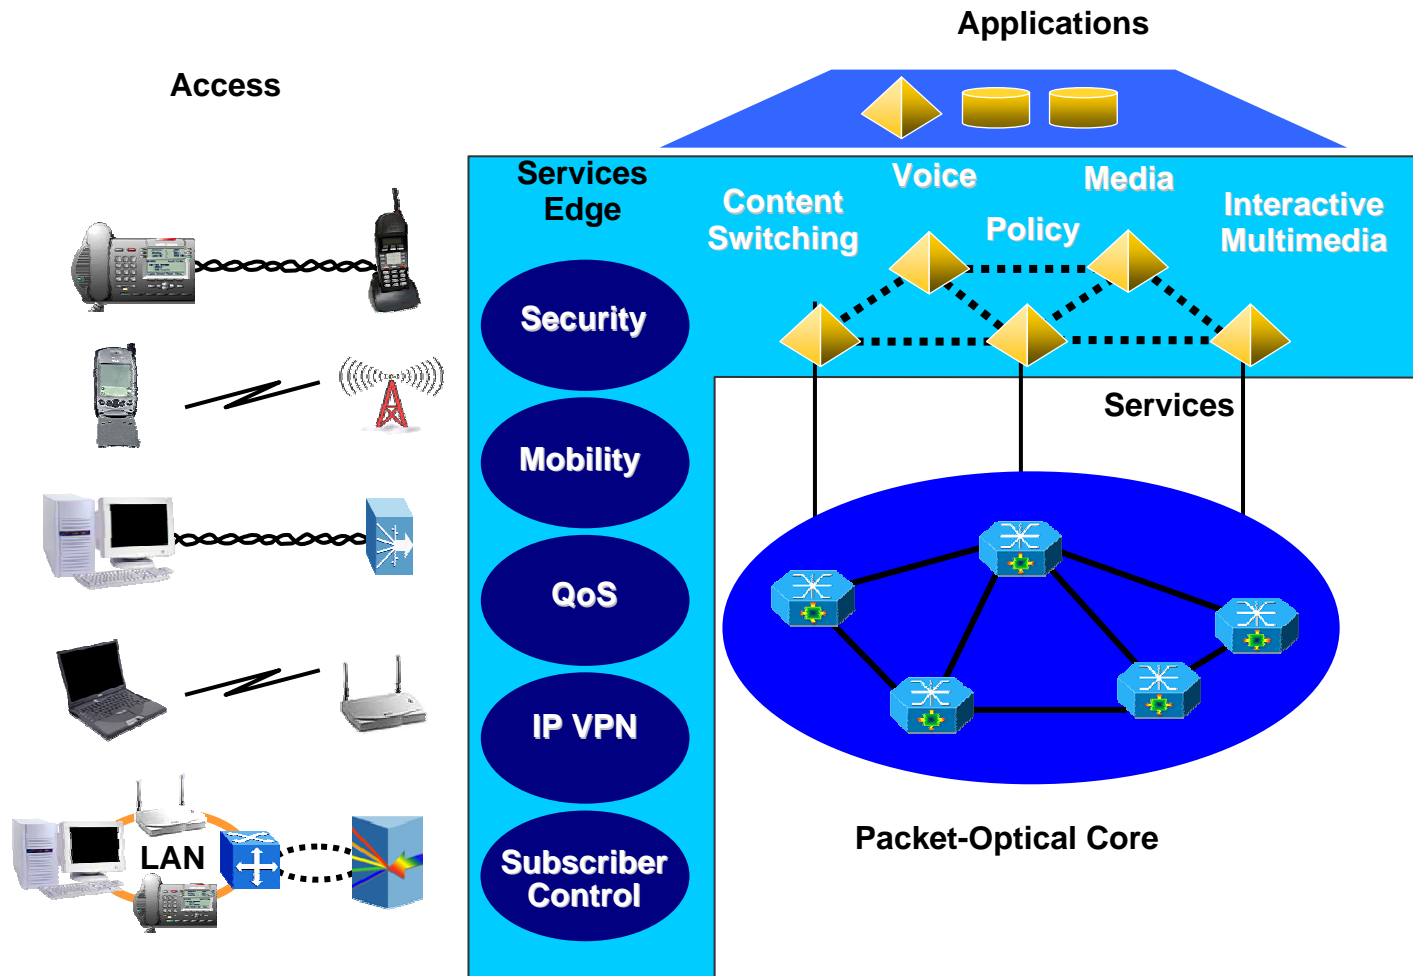 Applications
Access
Services
Edge
Voice
Media
Content
Switching
Policy
Interactive
Multimedia
Security
Services
Mobility
QoS
IP VPN
LAN
Packet-Optical Core
Subscriber
Control